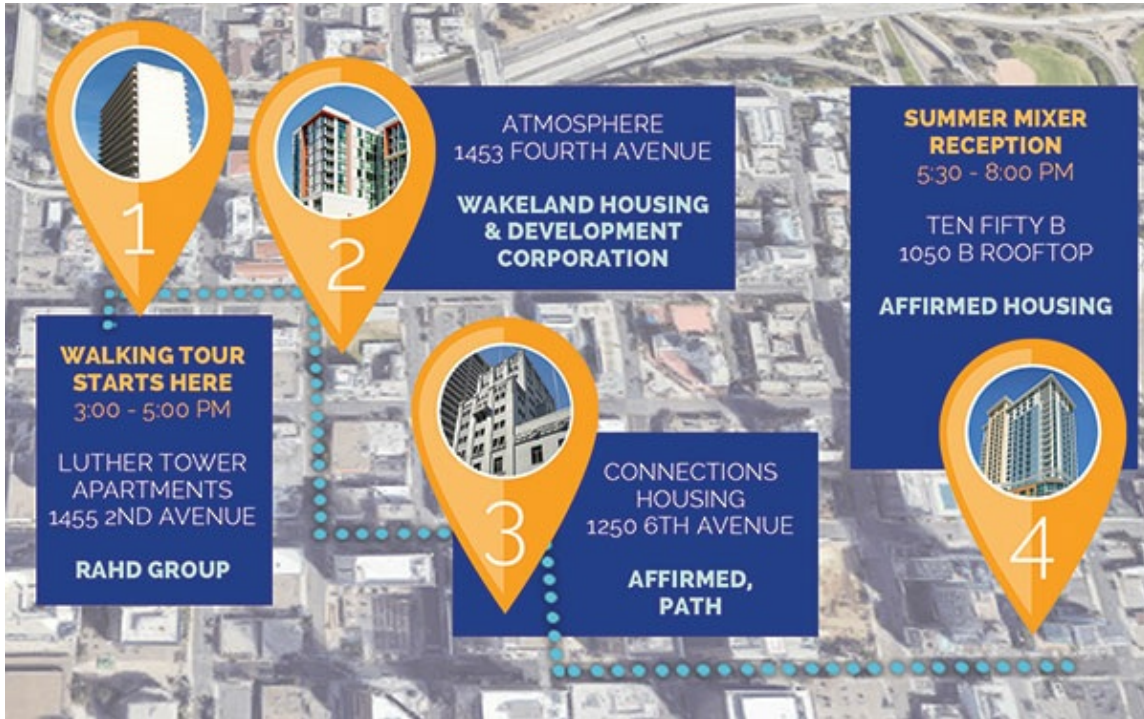 1
WALKING TOUR
STARTS HERE
3:00 - 5:00 PM
LUTHER TOWER
APARTMENTS
1455 2ND AVENUE
RAHD GROUP
2
ATMOSPHERE
1453 FOURTH AVENUE
WAKELAND HOUSING
& DEVELOPMENT
CORPORATION
3
CONNECTIONS
HOUSING
1250 6TH AVENUE
AFFIRMED,
PATH
SUMMER MIXER
RECEPTION
5:30 - 8:00 PM
TEN FIFTY B
1050 B ROOFTOP
AFFIRMED HOUSING
4